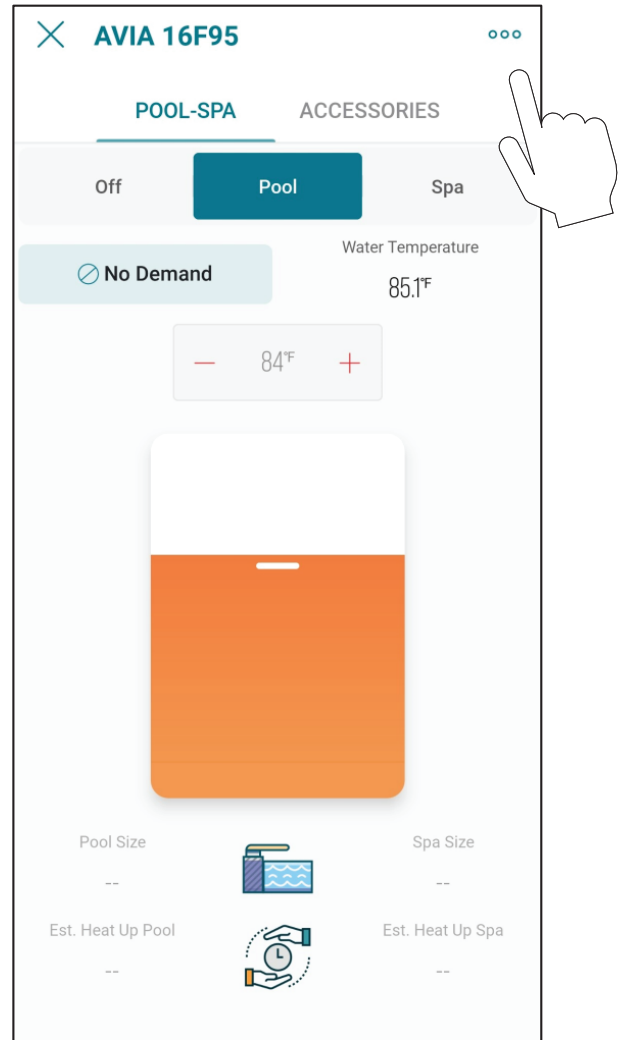 AVIA 16F95
POOL-SPA ACCESSORIES
Off Pool Spa
No Demand
Water Temperature
85.1°F
– 84°F +
Pool Size
--
Spa Size
--
Est. Heat Up Pool
--
Est. Heat Up Spa
--